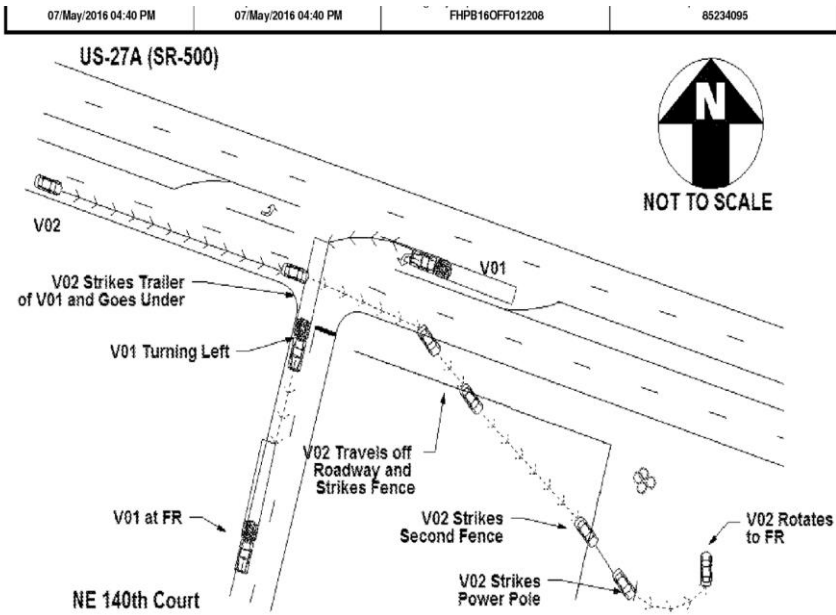 07/May/2016 04:40 PM 07/May/2016 04:40 PM FHPB16OFF012208 85234095
US-27A (SR-500)
N
NOT TO SCALE
V02
V01
V02 Strikes Trailer
of V01 and Goes Under
V01 Turning Left
V02 Travels off
Roadway and
Strikes Fence
V01 at FR
V02 Strikes
Second Fence
V02 Rotates
to FR
V02 Strikes
Power Pole
NE 140th Court